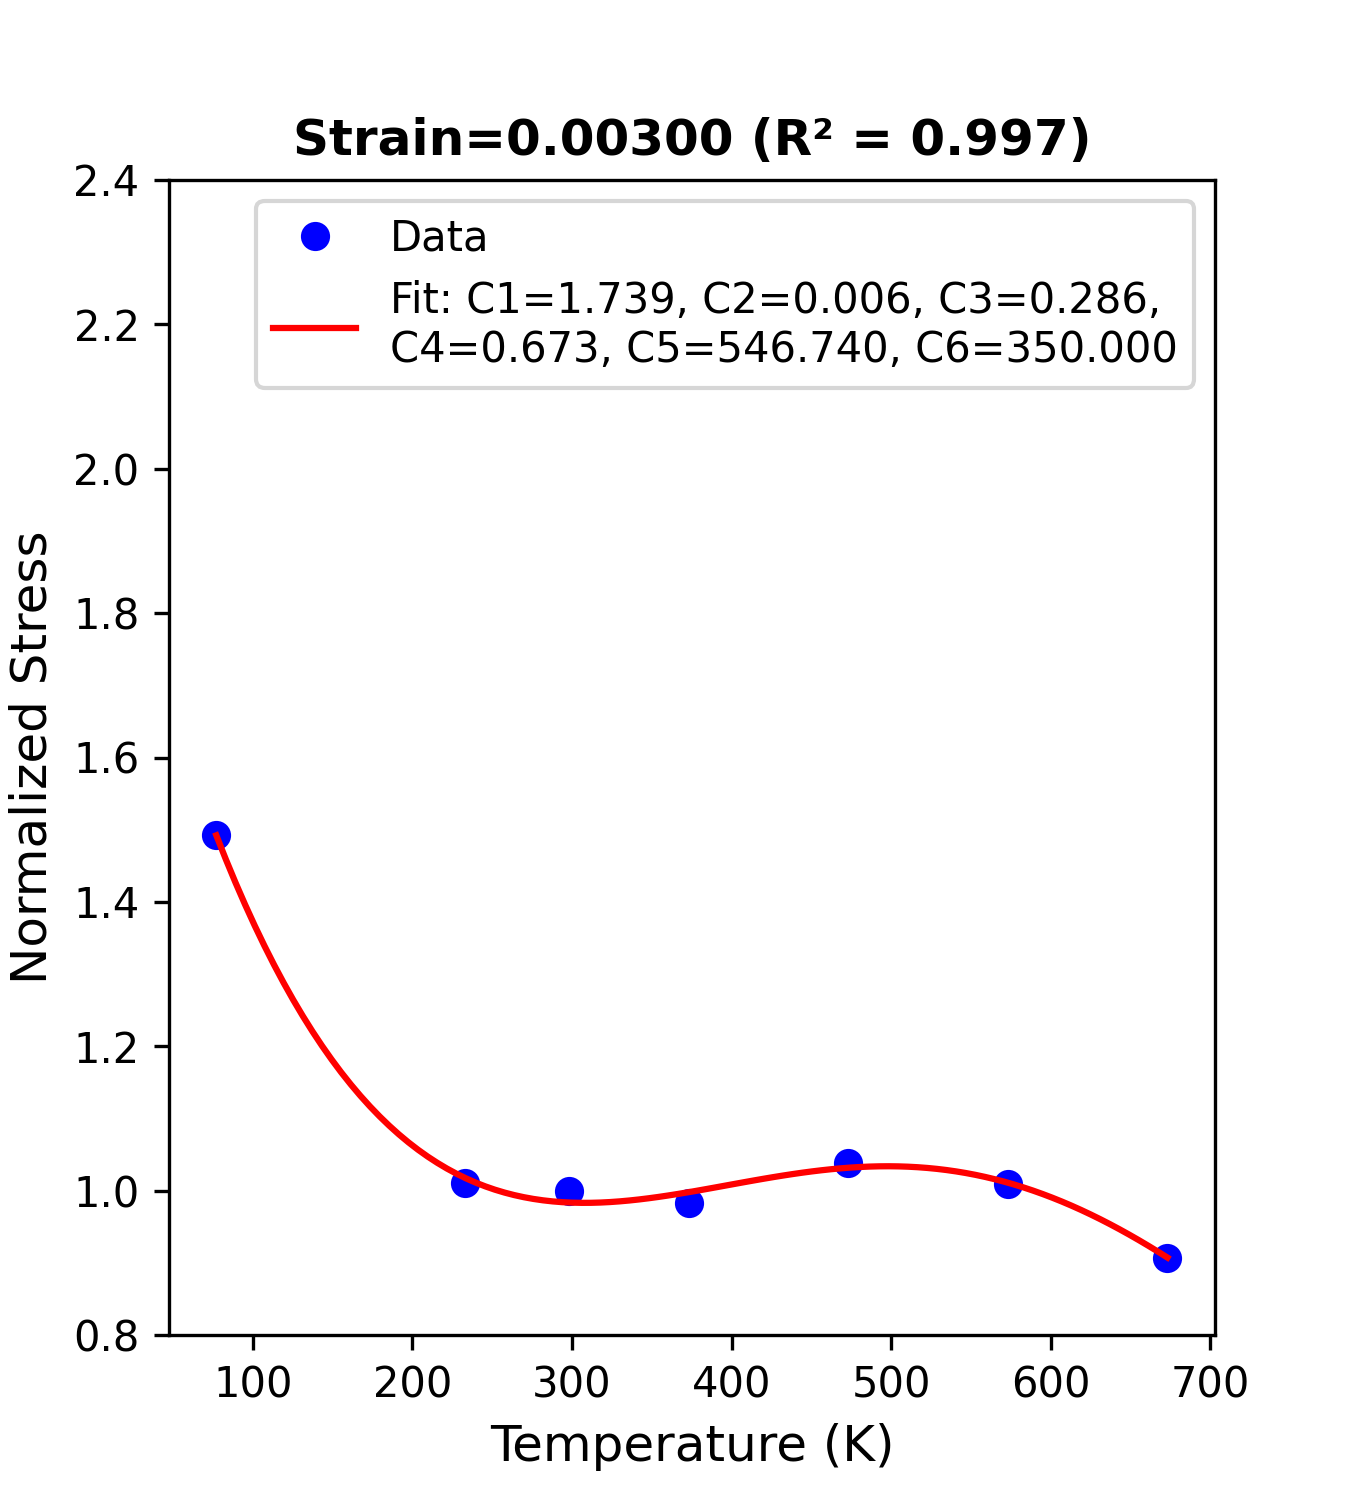 Strain=0.00300 (R² = 0.997)
2.4
2.2
2.0
1.8
1.6
1.4
1.2
1.0
0.8
Normalized Stress
Data
Fit: C1=1.739, C2=0.006, C3=0.286,
C4=0.673, C5=546.740, C6=350.000
100 200 300 400 500 600 700
Temperature (K)